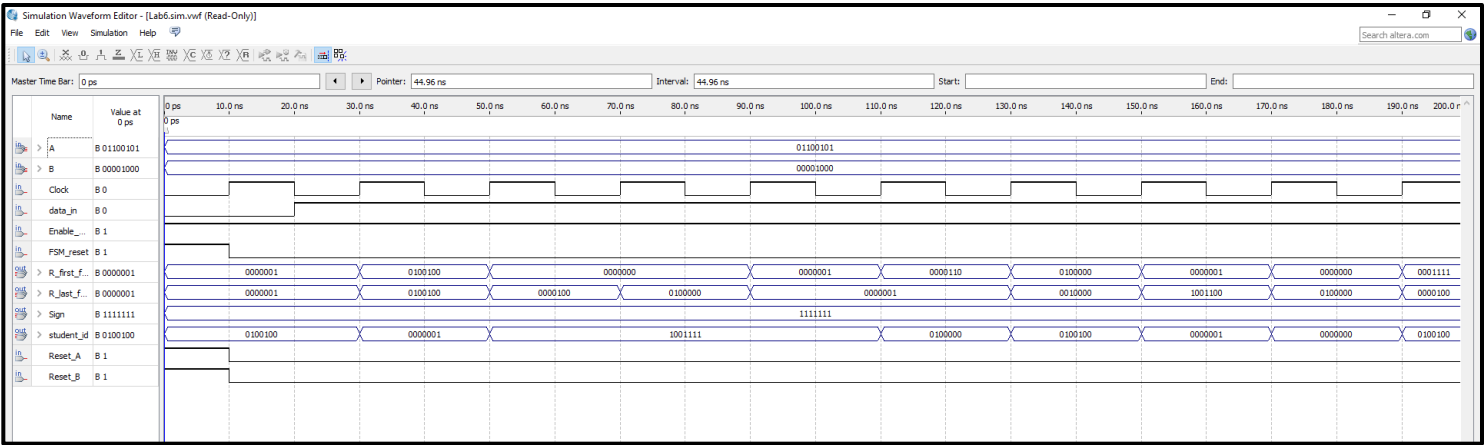 Simulation Waveform Editor - [Lab6.sim.vwf (Read-Only)]
File Edit View Simulation Help
Search altera.com
Master Time Bar: 0 ps Pointer: 44.96 ns Interval: 44.96 ns Start: End:
Name Value at 0 ps
0 ps 10.0 ns 20.0 ns 30.0 ns 40.0 ns 50.0 ns 60.0 ns 70.0 ns 80.0 ns 90.0 ns 100.0 ns 110.0 ns 120.0 ns 130.0 ns 140.0 ns 150.0 ns 160.0 ns 170.0 ns 180.0 ns 190.0 ns 200.0 n
0 ps
A B 01100101 01100101
B B 00001000 00001000
Clock B 0
data_in B 0
Enable_... B 1
FSM_reset B 1
R_first_f... B 0000001 0000001 0100100 0000000 0000001 0000110 0100000 0000001 0000000 0001111
R_last_f... B 0000001 0000001 0100100 0000100 0100000 0000001 0010000 1001100 0100000 0000100
Sign B 1111111 1111111
student_id B 0100100 0100100 0000001 1001111 0100000 0100100 0000001 0000000 0100100
Reset_A B 1
Reset_B B 1